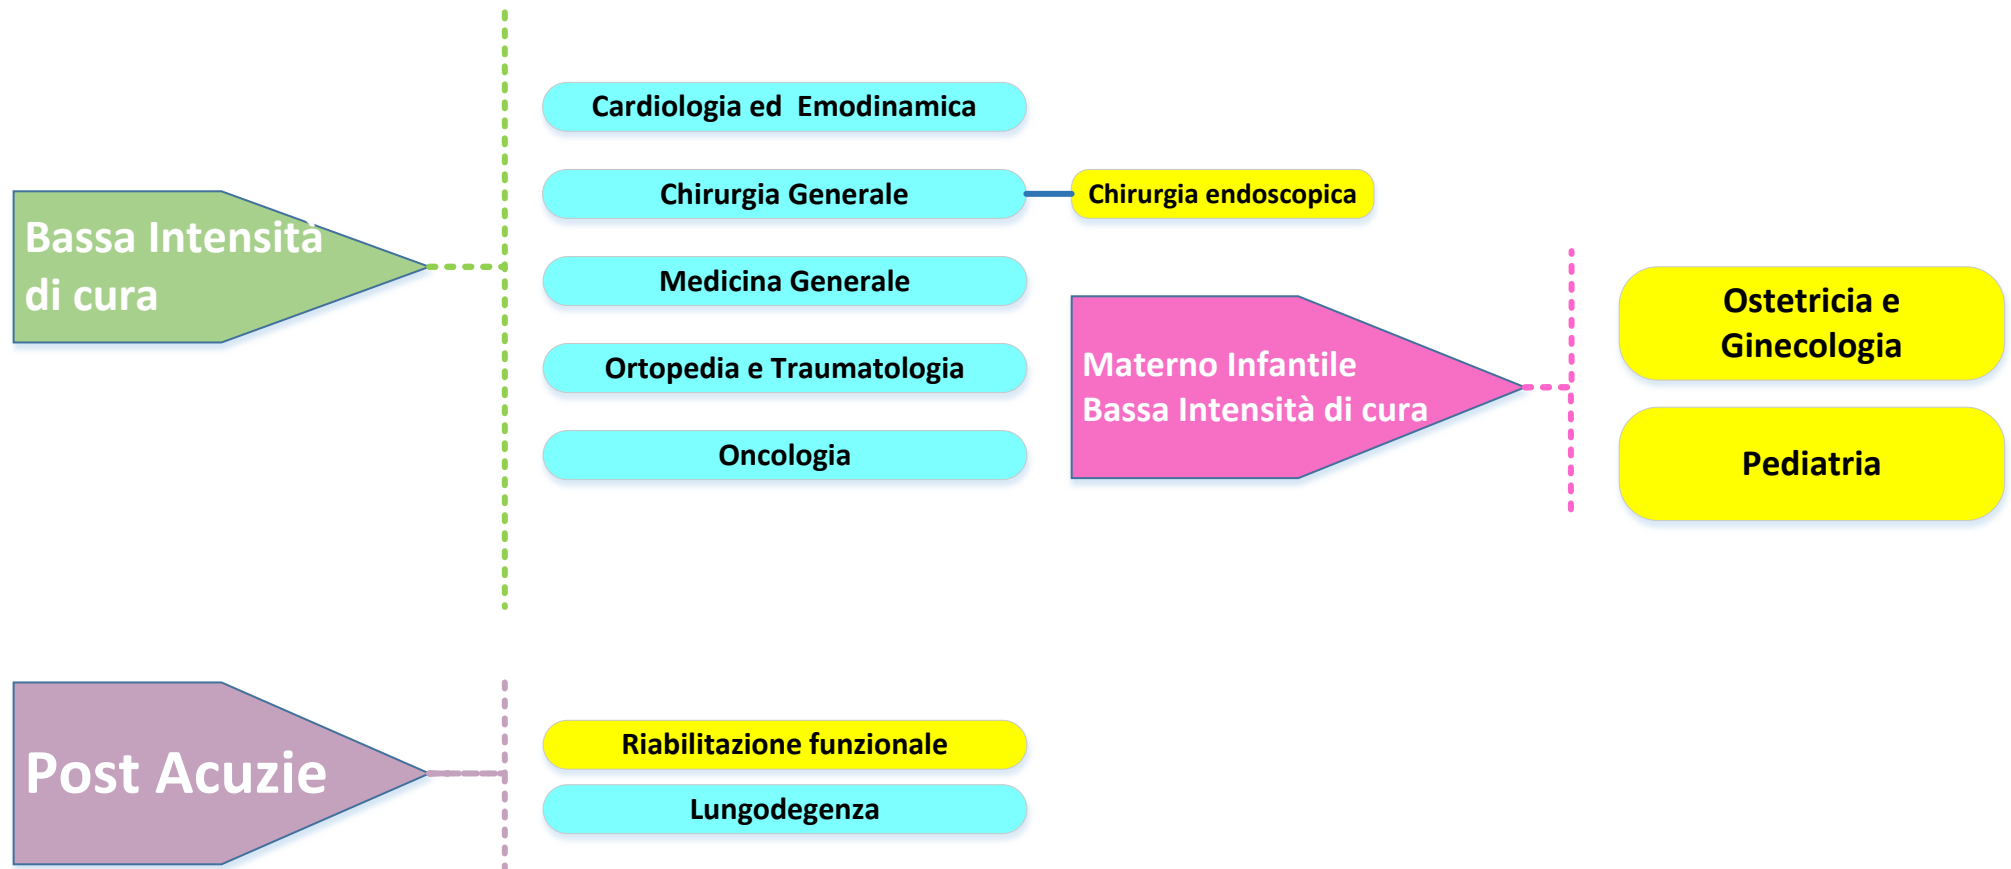 Cardiologia ed  Emodinamica
Chirurgia Generale
Chirurgia endoscopica
Bassa Intensità
di cura
Medicina Generale
Ortopedia e Traumatologia
Oncologia
Materno Infantile
Bassa Intensità di cura
Ostetricia e
Ginecologia
Pediatria
Post Acuzie
Riabilitazione funzionale
Lungodegenza